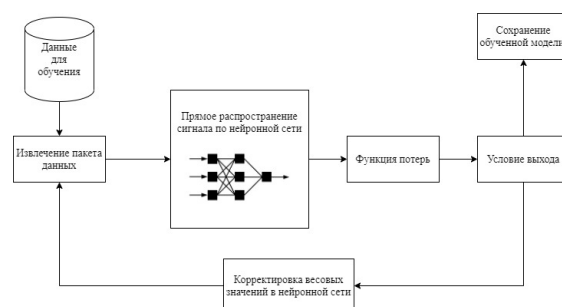 Данные
для
обучения
Сохранение
обученной модели
Прямое распространение
сигнала по нейронной сети
Извлечение пакета
данных
Функция потерь
Условие выхода
Корректировка весовых
значений в нейронной сети